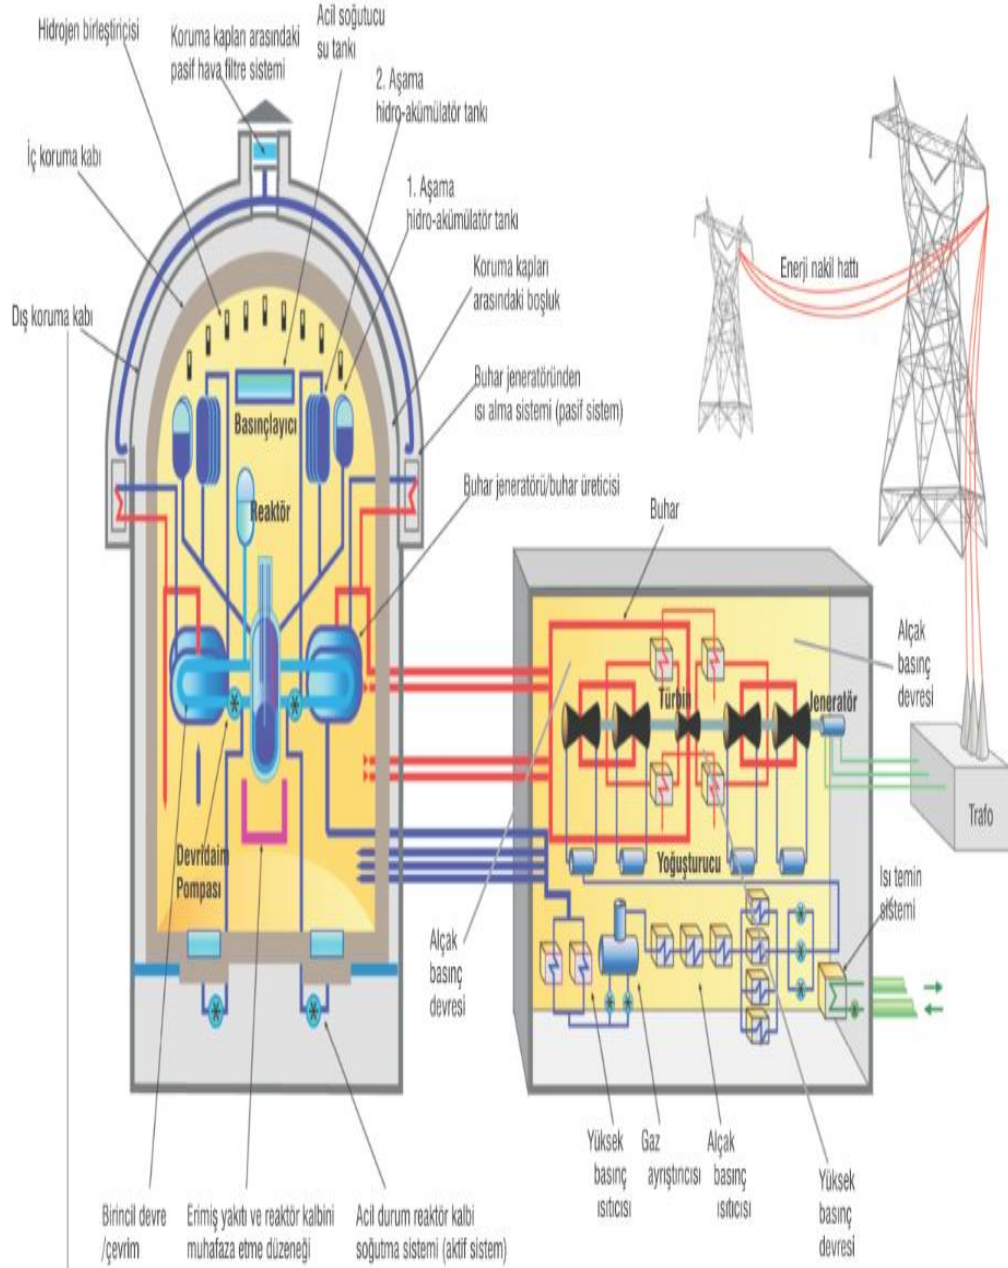 Hidrojen birleştiricisi
Koruma kapları arasındaki
pasif hava filtre sistemi
Acil soğutucu
su tankı
2. Aşama
hidro-akümülatör tankı
İç koruma kabı
1. Aşama
hidro-akümülatör tankı
Koruma kapları
arasındaki boşluk
Enerji nakil hattı
Dış koruma kabı
Buhar jeneratöründen
ısı alma sistemi (pasif sistem)
Basınçlayıcı
Buhar jeneratörü/buhar üreticisi
Reaktör
Buhar
Alçak
basınç
devresi
Türbin
Jeneratör
Trafo
Devridaim
Pompası
Yoğuşturucu
Isı temin
sistemi
Alçak
basınç
devresi
Yüksek
basınç
ısıtıcısı
Gaz
ayrıştırıcısı
Alçak
basınç
ısıtıcısı
Yüksek
basınç
devresi
Birincil devre
/çevrim
Erimiş yakıtı ve reaktör kalbini
muhafaza etme düzeneği
Acil durum reaktör kalbi
soğutma sistemi (aktif sistem)